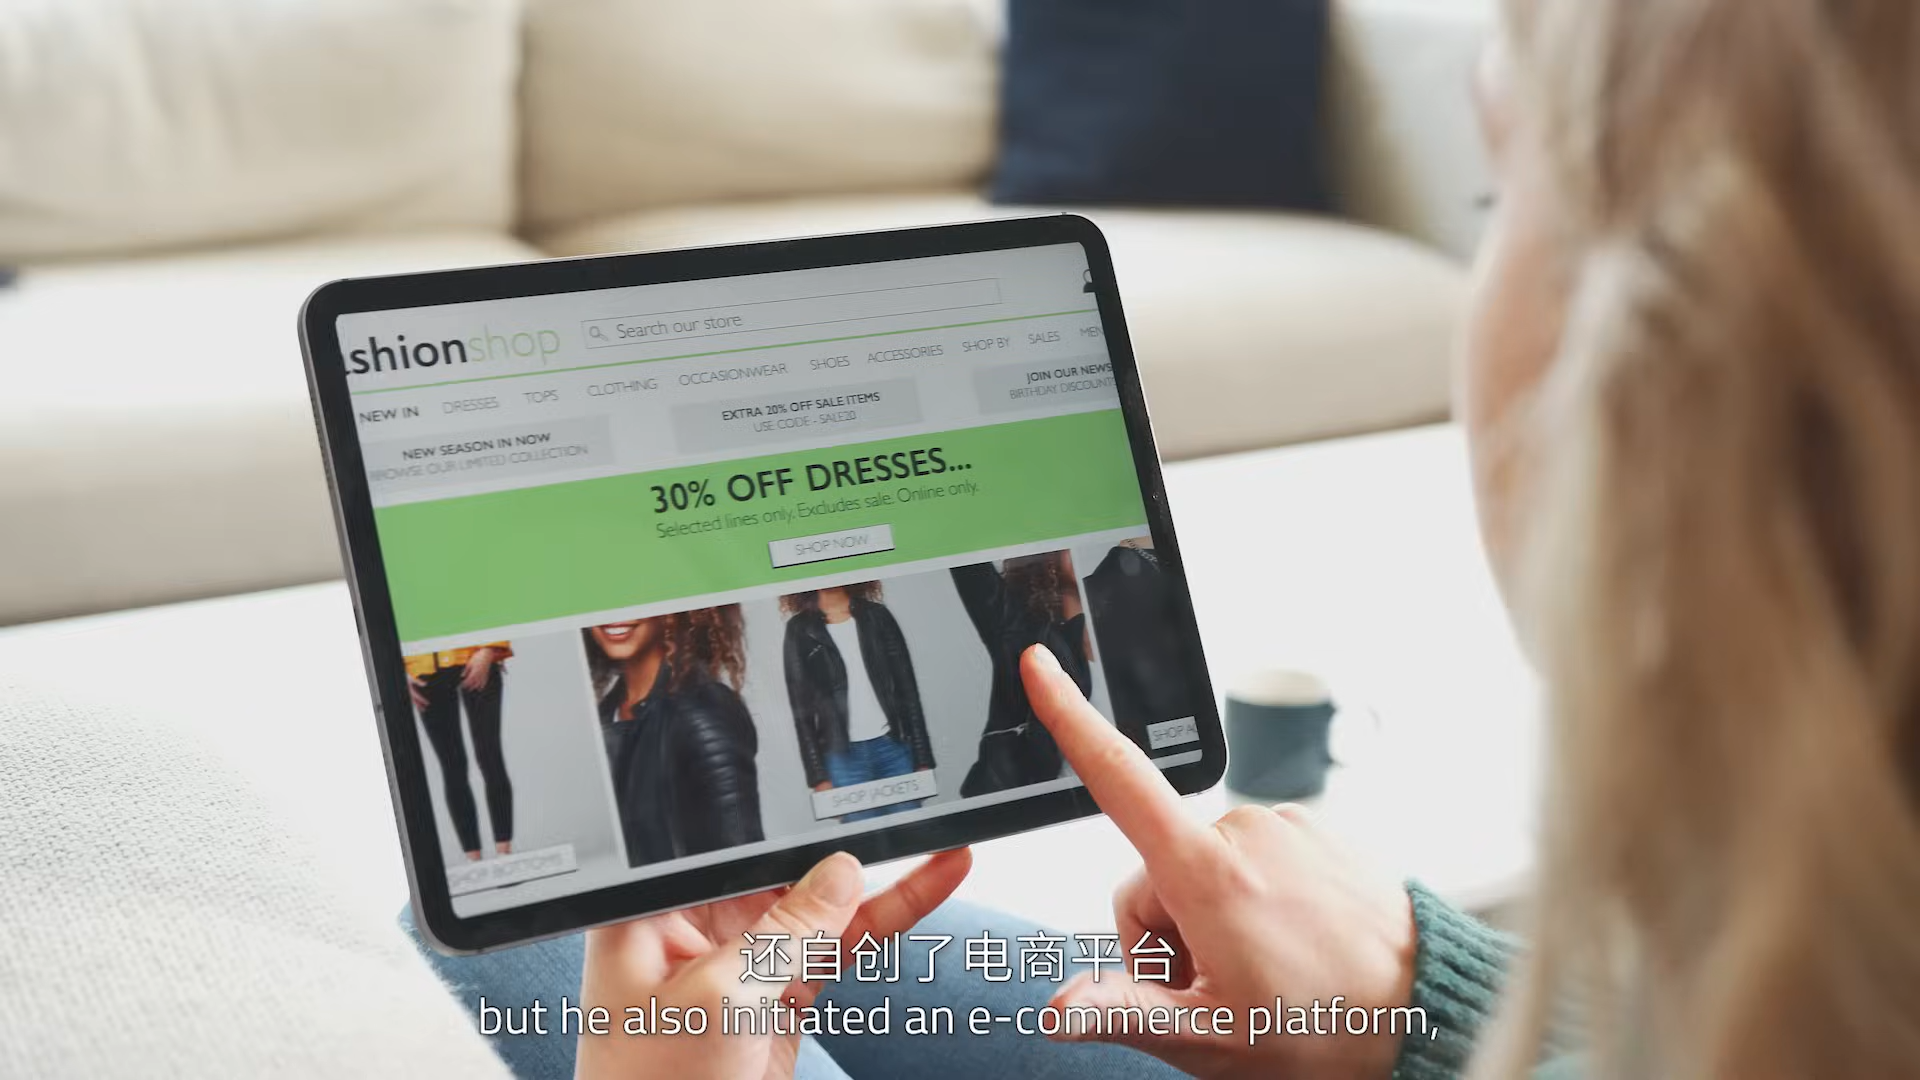 shionshop
Search our store
NEW IN DRESSES TOPS CLOTHING OCCASIONWEAR SHOES ACCESSORIES SHOP BY SALES MEN
NEW SEASON IN NOW
BROWSE OUR LIMITED COLLECTION
EXTRA 20% OFF SALE ITEMS
USE CODE - SALE20
JOIN OUR NEWS
BIRTHDAY DISCOUNTS
30% OFF DRESSES...
Selected lines only. Excludes sale. Online only.
SHOP NOW
SHOP BOTTOMS
SHOP JACKETS
还自创了电商平台
but he also initiated an e-commerce platform,